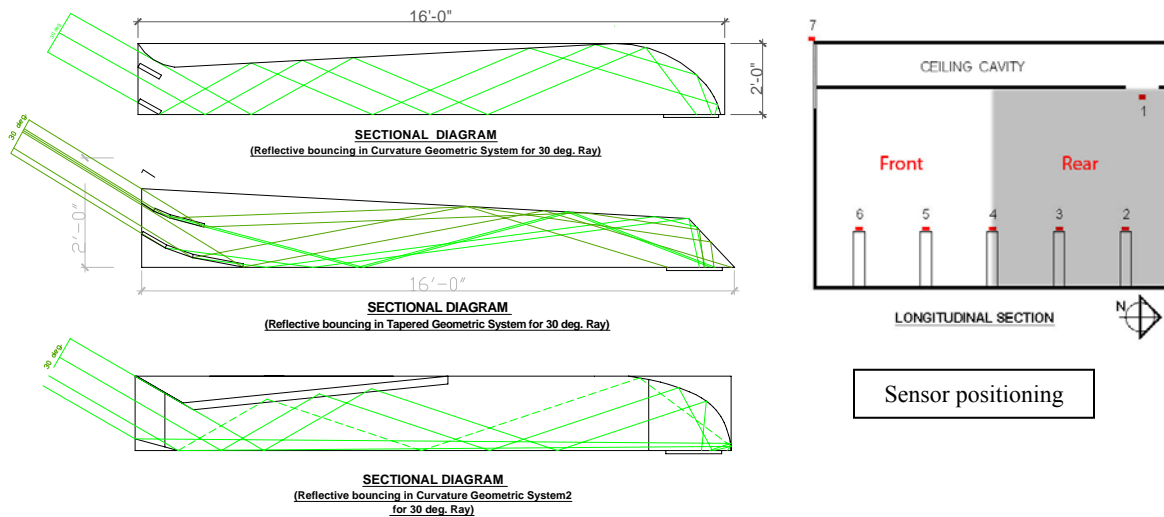 16'-0"
30 deg
2'-0"
SECTIONAL DIAGRAM
(Reflective bouncing in Curvature Geometric System for 30 deg. Ray)
30 deg
2'-0"
16'-0"
SECTIONAL DIAGRAM
(Reflective bouncing in Tapered Geometric System for 30 deg. Ray)
30 deg
SECTIONAL DIAGRAM
(Reflective bouncing in Curvature Geometric System2
for 30 deg. Ray)
7
CEILING CAVITY
1
Front
Rear
6
5
4
3
2
LONGITUDINAL SECTION
N
Sensor positioning